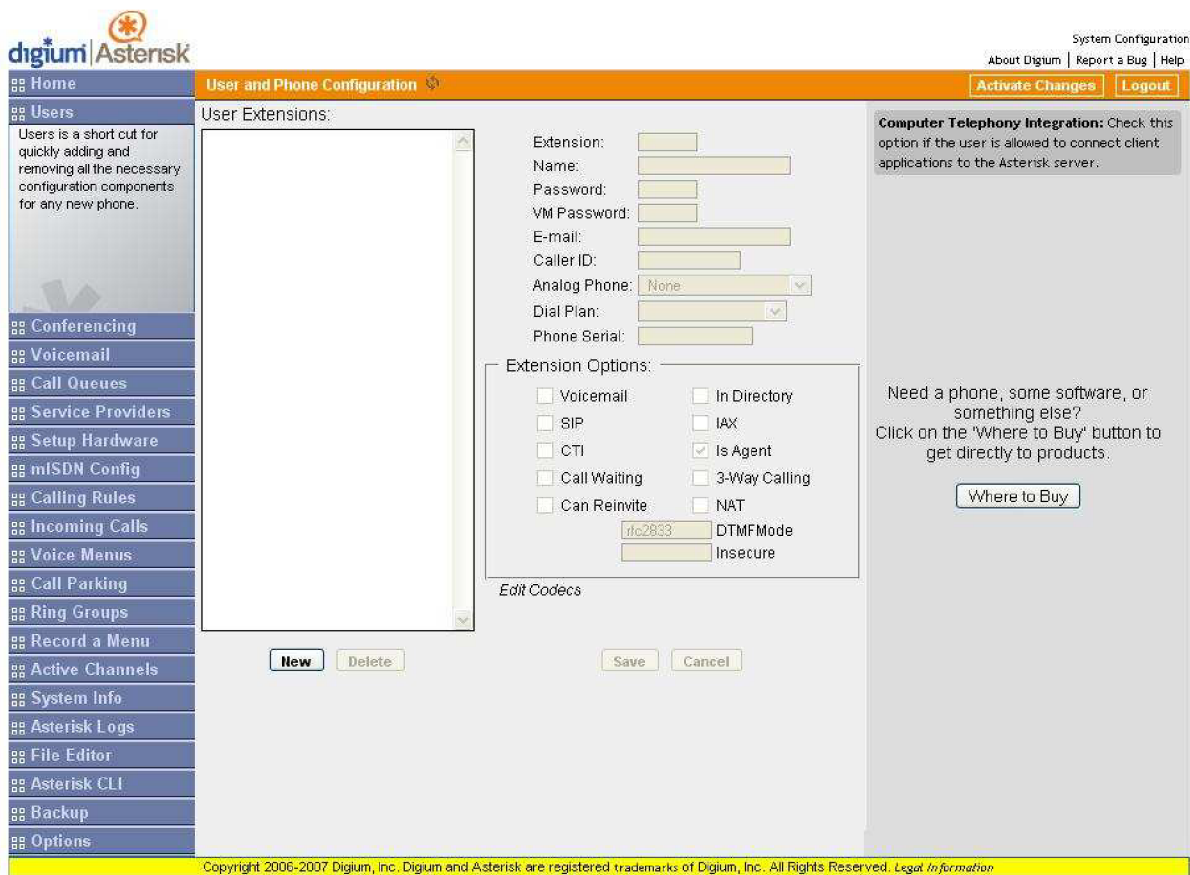 digium Asterisk
System Configuration
About Digium | Report a Bug | Help
Home
User and Phone Configuration
Activate Changes
Logout
Users
Users is a short cut for
quickly adding and
removing all the necessary
configuration components
for any new phone.
Conferencing
Voicemail
Call Queues
Service Providers
Setup Hardware
mISDN Config
Calling Rules
Incoming Calls
Voice Menus
Call Parking
Ring Groups
Record a Menu
Active Channels
System Info
Asterisk Logs
File Editor
Asterisk CLI
Backup
Options
User Extensions:
New
Delete
Extension:
Name:
Password:
VM Password:
E-mail:
Caller ID:
Analog Phone: None
Dial Plan:
Phone Serial:
Extension Options:
Voicemail In Directory
SIP IAX
CTI Is Agent
Call Waiting 3-Way Calling
Can Reinvite NAT
rfc2833 DTMFMode
Insecure
Edit Codecs
Save
Cancel
Computer Telephony Integration: Check this
option if the user is allowed to connect client
applications to the Asterisk server.
Need a phone, some software, or
something else?
Click on the 'Where to Buy' button to
get directly to products.
Where to Buy
Copyright 2006-2007 Digium, Inc. Digium and Asterisk are registered trademarks of Digium, Inc. All Rights Reserved. Legal Information